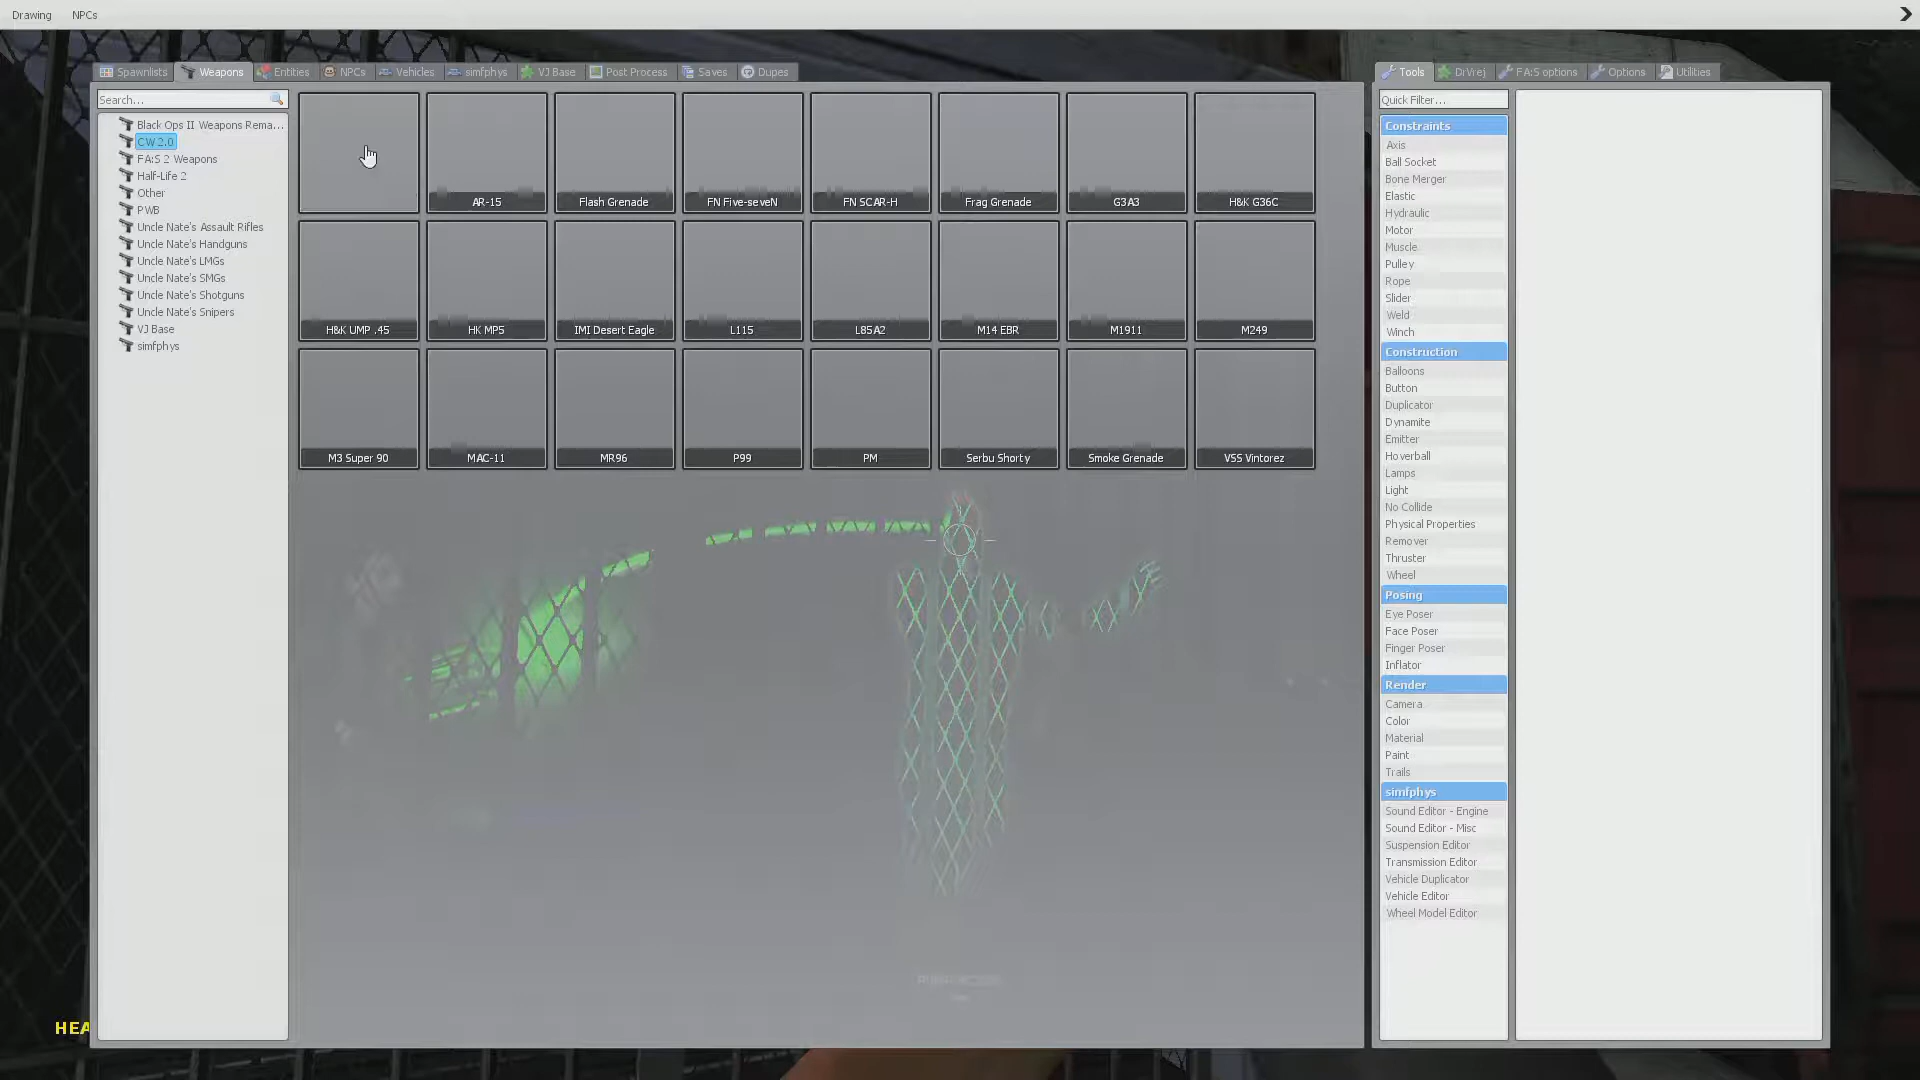 Drawing NPCs
Spawnlists Weapons Entities NPCs Vehicles simfphys VJ Base Post Process Saves Dupes
Tools DrVrej FA:S options Options Utilities
Search...
Black Ops II Weapons Rema...
CW 2.0
FA:S 2 Weapons
Half-Life 2
Other
PWB
Uncle Nate's Assault Rifles
Uncle Nate's Handguns
Uncle Nate's LMGs
Uncle Nate's SMGs
Uncle Nate's Shotguns
Uncle Nate's Snipers
VJ Base
simfphys
AR-15 Flash Grenade FN Five-seveN FN SCAR-H Frag Grenade G3A3 H&K G36C
H&K UMP .45 HK MP5 IMI Desert Eagle L115 L85A2 M14 EBR M1911 M249
M3 Super 90 MAC-11 MR96 P99 PM Serbu Shorty Smoke Grenade VSS Vintorez
Quick Filter...
Constraints
Axis
Ball Socket
Bone Merger
Elastic
Hydraulic
Motor
Muscle
Pulley
Rope
Slider
Weld
Winch
Construction
Balloons
Button
Duplicator
Dynamite
Emitter
Hoverball
Lamps
Light
No Collide
Physical Properties
Remover
Thruster
Wheel
Posing
Eye Poser
Face Poser
Finger Poser
Inflator
Render
Camera
Color
Material
Paint
Trails
simfphys
Sound Editor - Engine
Sound Editor - Misc
Suspension Editor
Transmission Editor
Vehicle Duplicator
Vehicle Editor
Wheel Model Editor
HEA